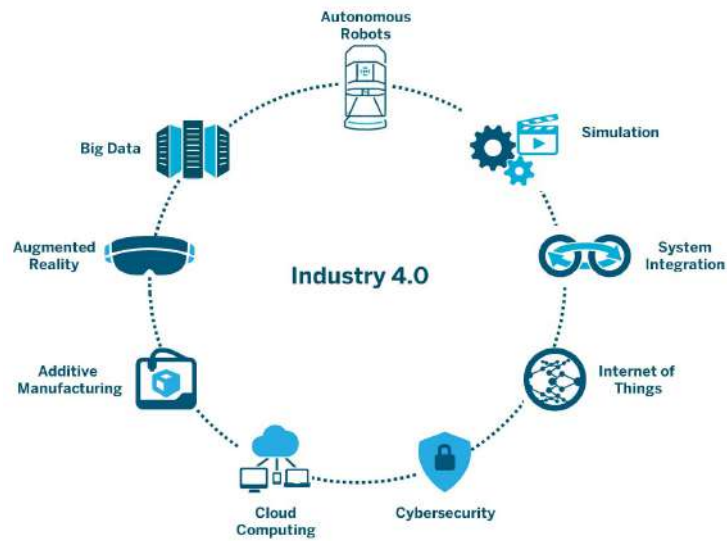 Autonomous
Robots
Simulation
System
Integration
Internet of
Things
Cybersecurity
Cloud
Computing
Additive
Manufacturing
Augmented
Reality
Big Data
Industry 4.0